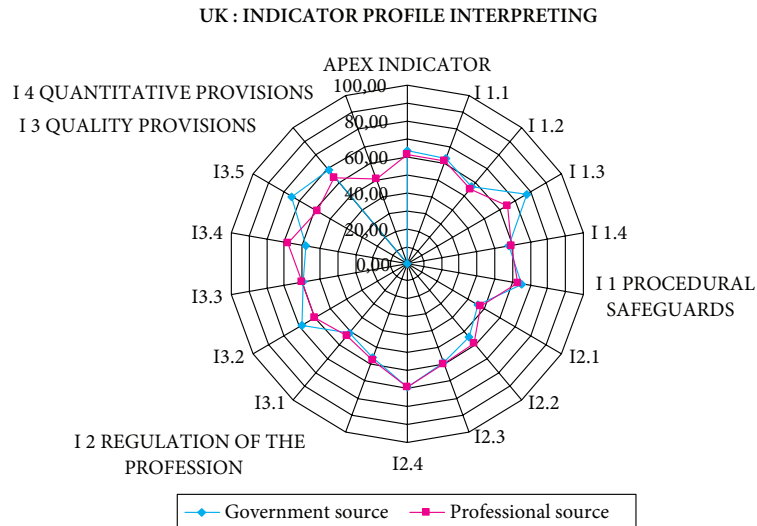 UK : INDICATOR PROFILE INTERPRETING
APEX INDICATOR
I 4 QUANTITATIVE PROVISIONS
I 3 QUALITY PROVISIONS
I3.5
I3.4
I3.3
I3.2
I3.1
I 2 REGULATION OF THE
PROFESSION
I2.4
I2.3
I2.2
I2.1
I 1 PROCEDURAL
SAFEGUARDS
I 1.4
I 1.3
I 1.2
I 1.1
100,00
80,00
60,00
40,00
20,00
0,00
Government source
Professional source